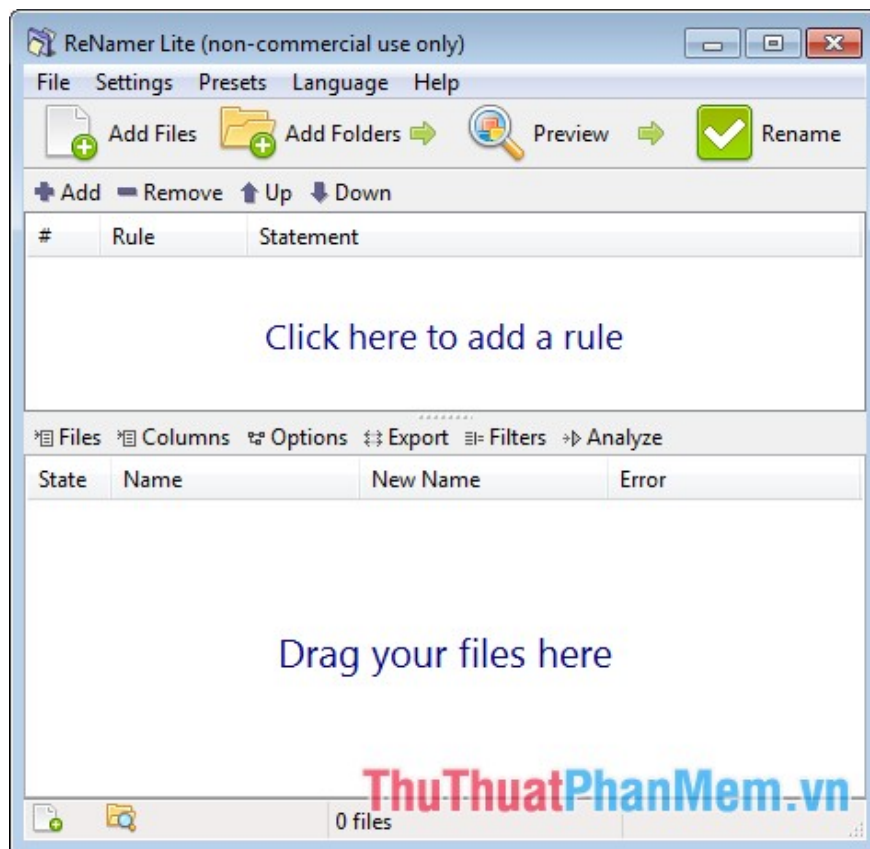 ReNamer Lite (non-commercial use only)
File Settings Presets Language Help
Add Files Add Folders Preview Rename
Add Remove Up Down
# Rule Statement
Click here to add a rule
Files Columns Options Export Filters Analyze
State Name New Name Error
Drag your files here
ThuThuatPhanMem.vn
0 files